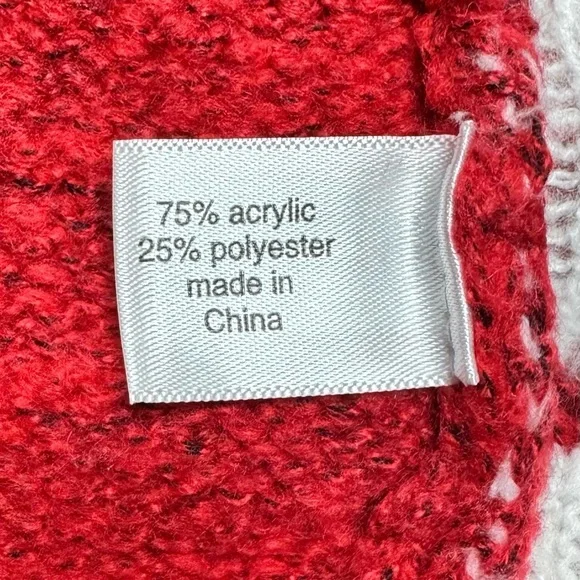 75% acrylic
25% polyester
made in
China